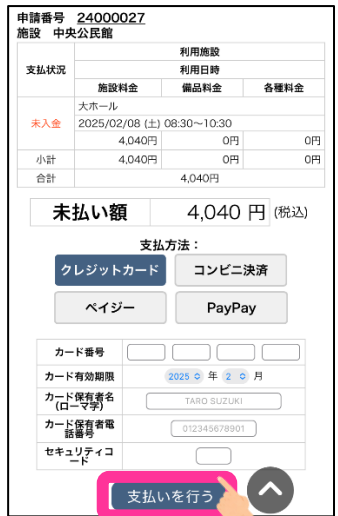 申請番号 24000027
施設 中央公民館
支払状況 利用施設
利用日時
施設料金 備品料金 各種料金
未入金 大ホール
2025/02/08 (土) 08:30～10:30
4,040円 0円 0円
小計 4,040円 0円 0円
合計 4,040円
未払い額 4,040 円 (税込)
支払方法：
クレジットカード コンビニ決済
ペイジー PayPay
カード番号
カード有効期限 2025 年 2 月
カード保有者名
(ローマ字) TARO SUZUKI
カード保有者電
話番号 012345678901
セキュリティコ
ード
支払いを行う